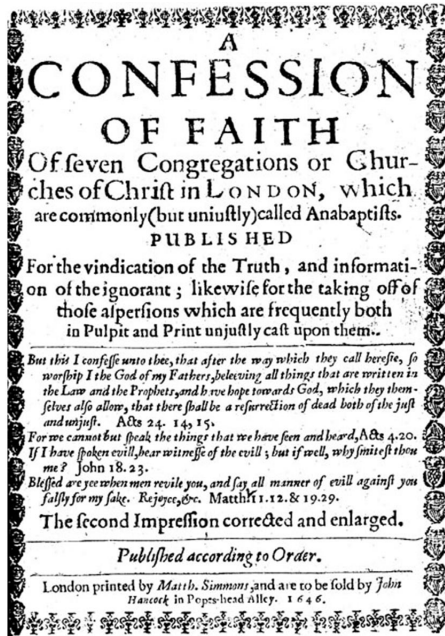 A
CONFESSION
OF FAITH
Of seven Congregations or Chur-
ches of Christ in LONDON, which
are commonly (but uniustly) called Anabaptists.
PUBLISHED
For the vindication of the Truth, and informati-
on of the ignorant; likewise for the taking off of
those aspersions which are frequently both
in Pulpit and Print unjustly cast upon them.
But this I confesse unto thee, that after the way which they call heresie, so
worship I the God of my Fathers, beleeving all things that are written in
the Law and the Prophets, and have hope towards God, which they them-
selves also allow, that there shall be a resurrection of dead both of the just
and unjust. Acts 24. 14, 15.
For we cannot but speak the things that we have seen and heard, Acts 4.20.
If I have spoken evill, bear witnesse of the evill; but if well, why smitest thou
me? John 18. 23.
Blessed are yee when men revile you, and say all manner of evill against you
falsly for my sake. Rejoyce, &c. Matth. 11. 12. & 19.29.
The second Impression corrected and enlarged.
Published according to Order.
London printed by Matth. Simmons, and are to be sold by John
Hancock in Popes-head Alley. 1646.